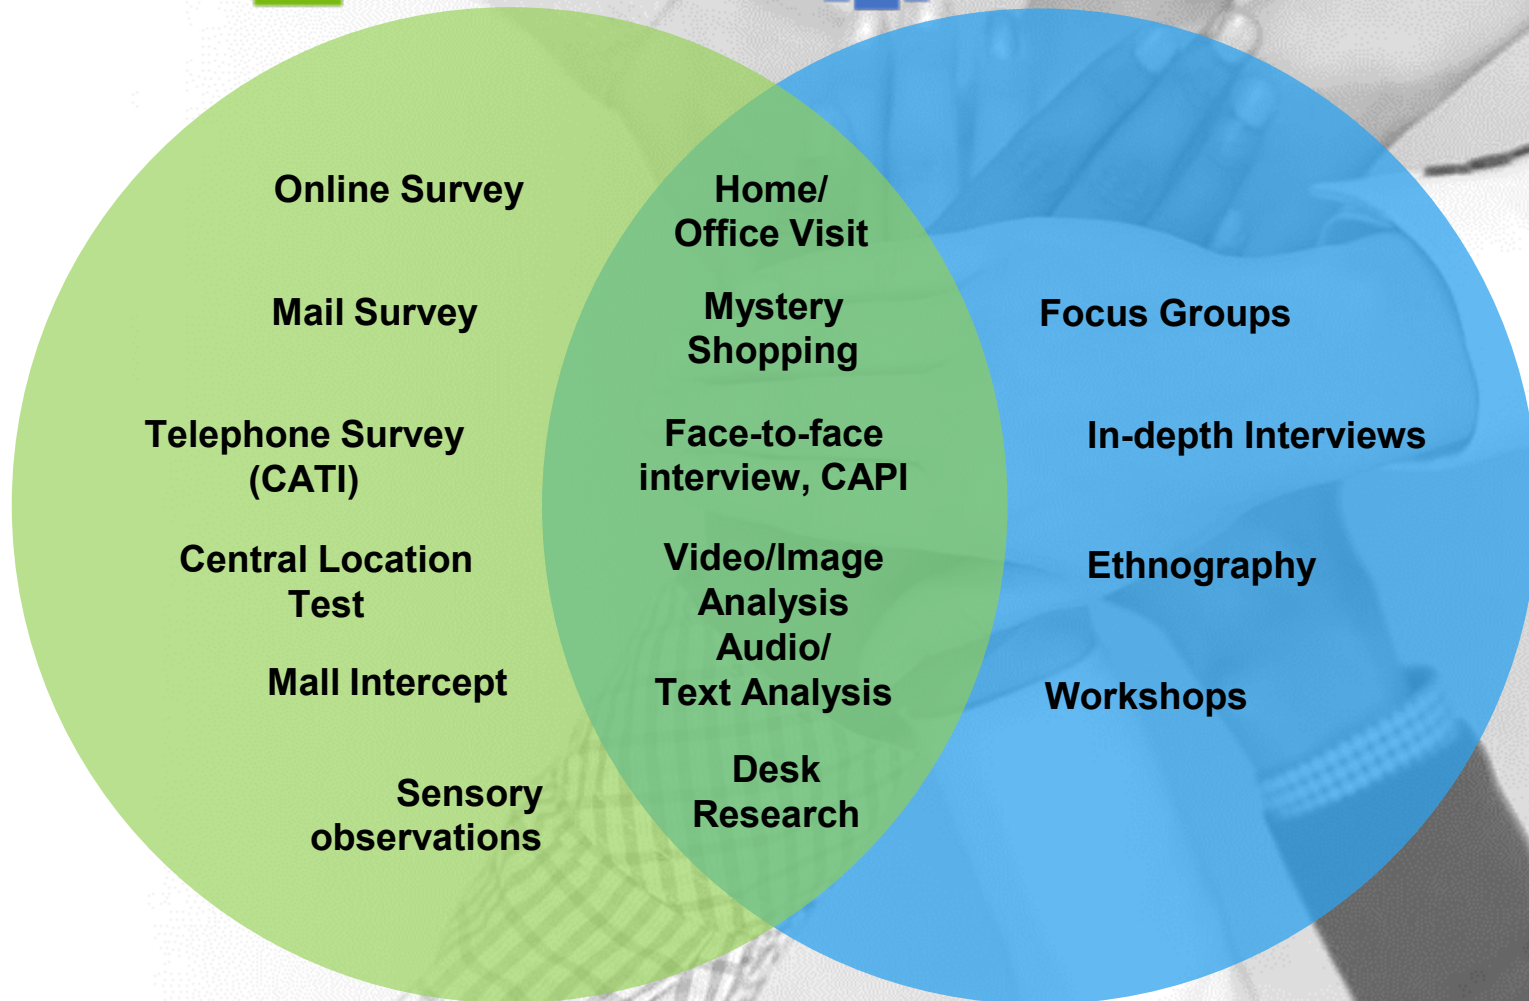 Online Survey
Mail Survey
Telephone Survey
(CATI)
Central Location
Test
Mall Intercept
Sensory
observations
Home/
Office Visit
Mystery
Shopping
Face-to-face
interview, CAPI
Video/Image
Analysis
Audio/
Text Analysis
Desk
Research
Focus Groups
In-depth Interviews
Ethnography
Workshops